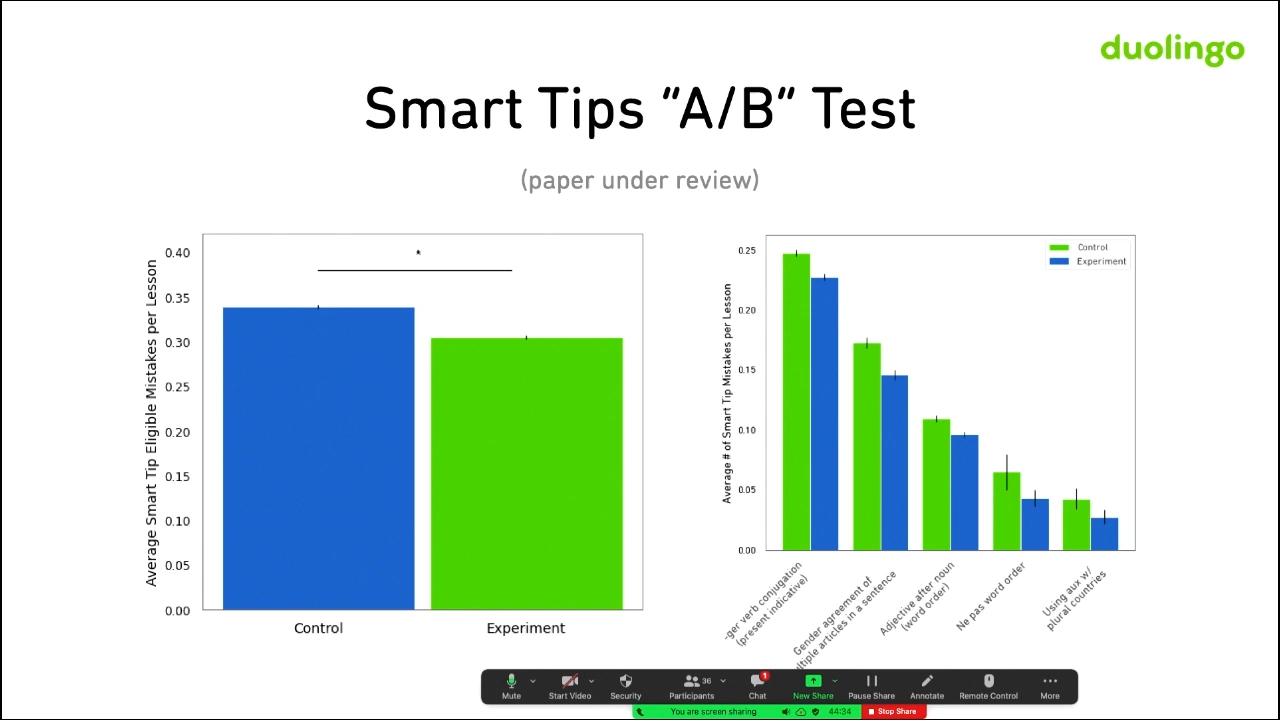 duolingo
Smart Tips "A/B" Test
(paper under review)
Average Smart Tip Eligible Mistakes per Lesson
0.40
0.35
0.30
0.25
0.20
0.15
0.10
0.05
0.00
*
Control
Experiment
Average # of Smart Tip Mistakes per Lesson
0.25
0.20
0.15
0.10
0.05
0.00
Control
Experiment
-ger verb conjugation
(present indicative)
Gender agreement of
ltiple articles in a sentence
Adjective after noun
(word order)
Ne pas word order
Using aux w/
plural countries
36
1
Mute
Start Video
Security
Participants
Chat
New Share
Pause Share
Annotate
Remote Control
More
You are screen sharing
44:34
Stop Share